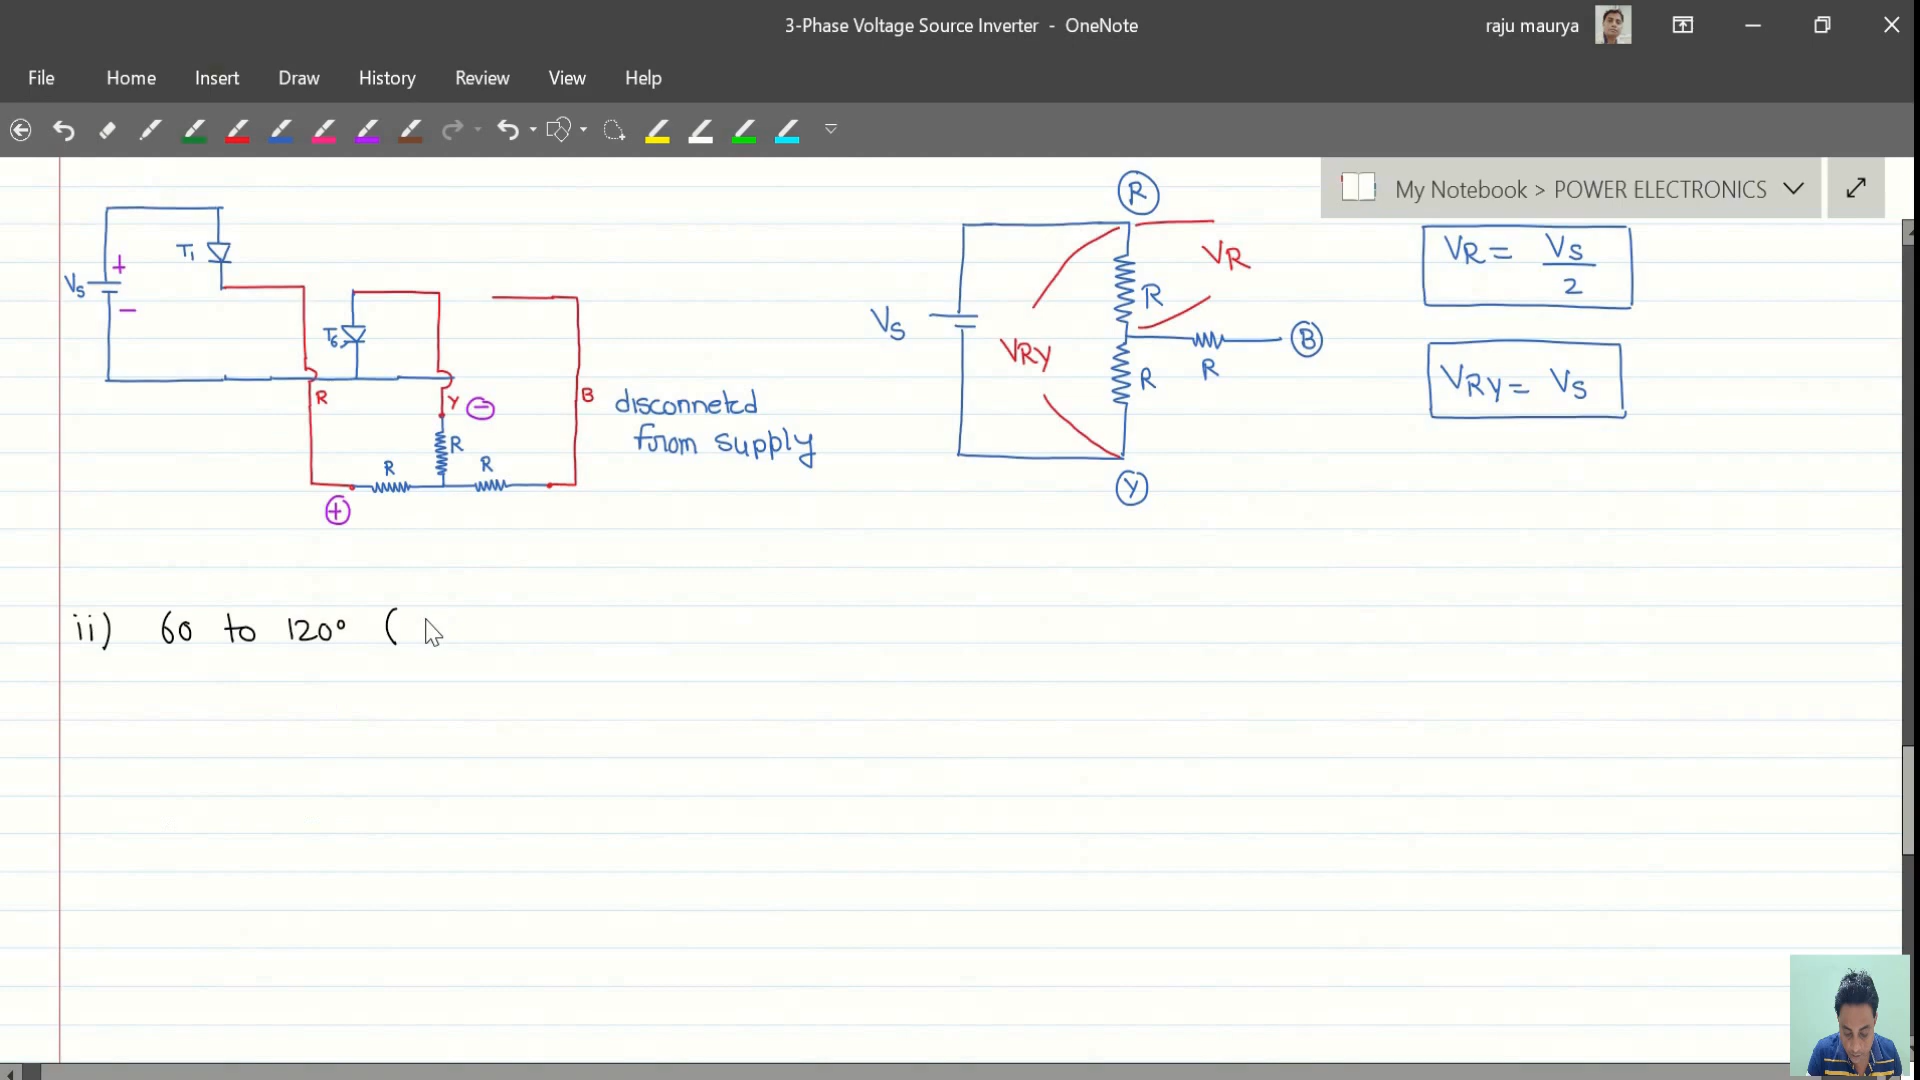 3-Phase Voltage Source Inverter - OneNote
raju maurya
File Home Insert Draw History Review View Help
My Notebook > POWER ELECTRONICS
T1
+
Vs
−
T6
R
Y
−
B
disconneted
from supply
R
R
R
+
R
VR
R
Vs
VRY
B
R
R
Y
VR = Vs/2
VRY = Vs
ii) 60 to 120° (